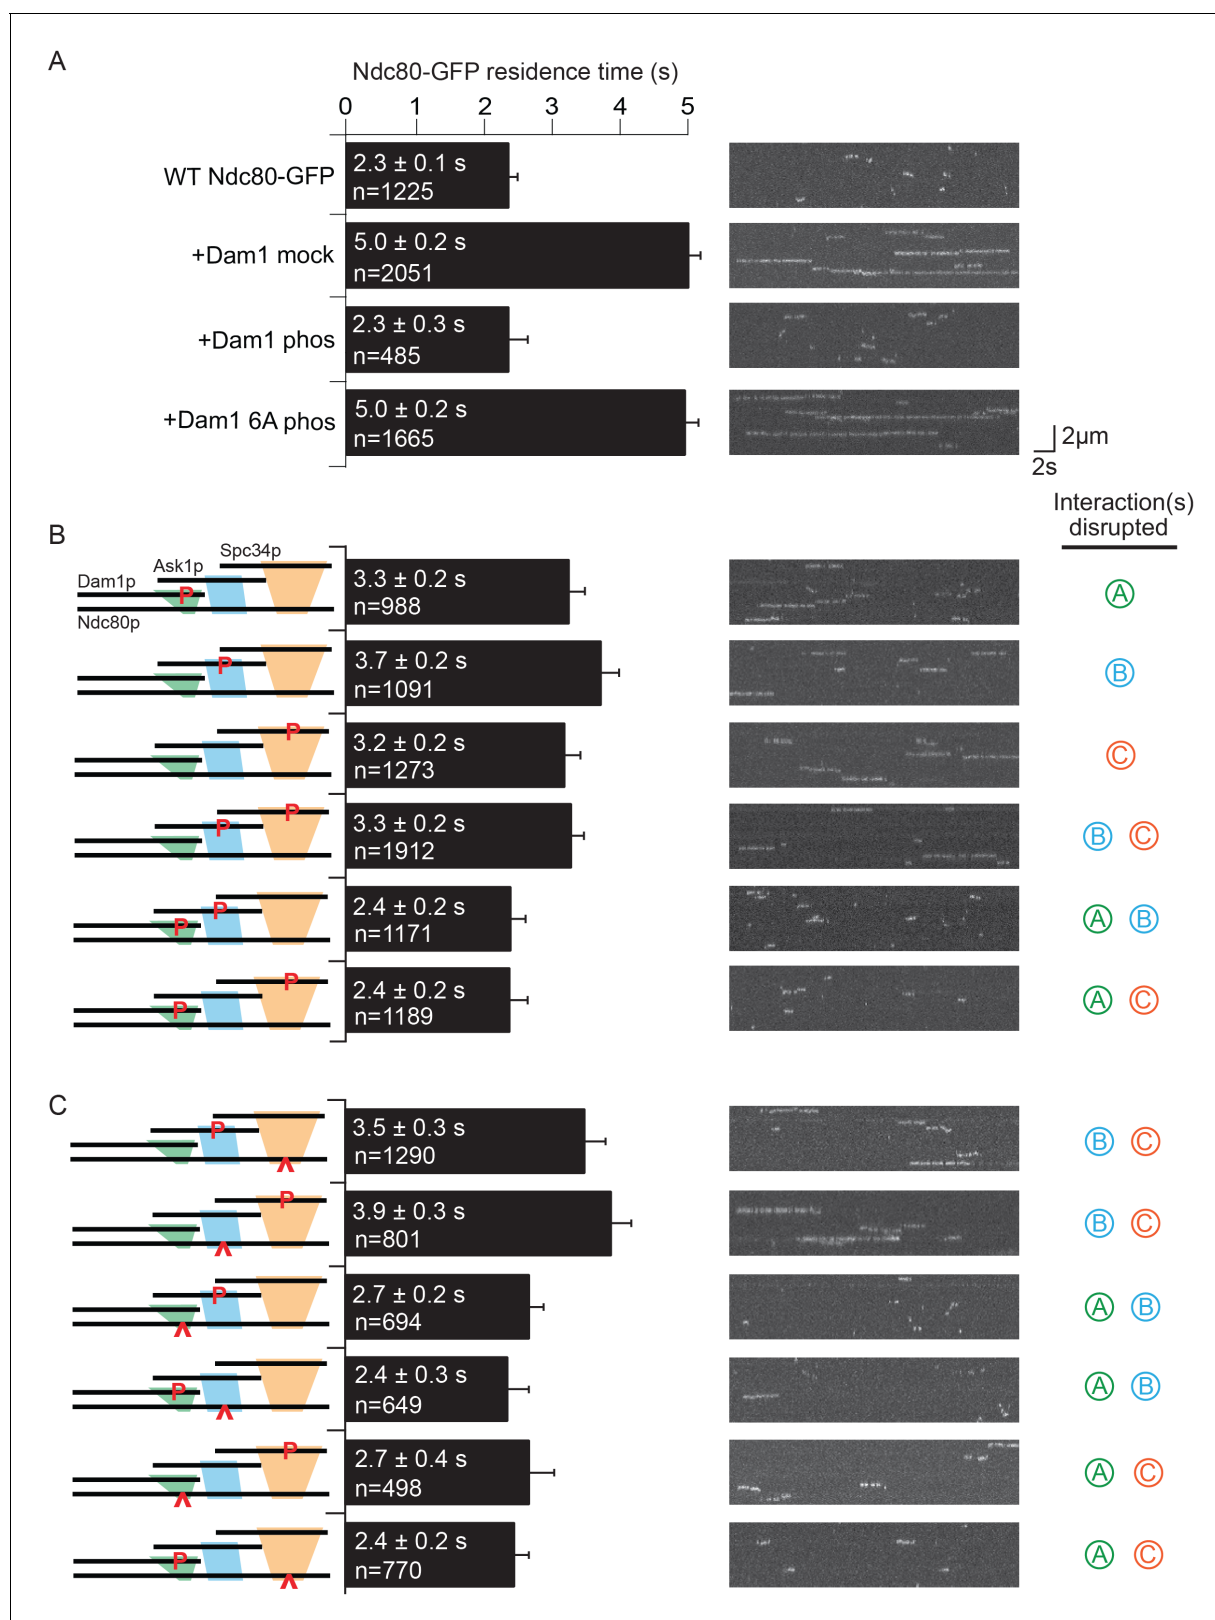 A
Ndc80-GFP residence time (s)
0 1 2 3 4 5
WT Ndc80-GFP
2.3 ± 0.1 s
n=1225
+Dam1 mock
5.0 ± 0.2 s
n=2051
+Dam1 phos
2.3 ± 0.3 s
n=485
+Dam1 6A phos
5.0 ± 0.2 s
n=1665
2µm
2s
Interaction(s)
disrupted
B
Spc34p
Ask1p
Dam1p
P
Ndc80p
3.3 ± 0.2 s
n=988
A
P
3.7 ± 0.2 s
n=1091
B
P
3.2 ± 0.2 s
n=1273
C
P
P
3.3 ± 0.2 s
n=1912
B C
P
P
2.4 ± 0.2 s
n=1171
A B
P
P
2.4 ± 0.2 s
n=1189
A C
C
P
3.5 ± 0.3 s
n=1290
B C
P
3.9 ± 0.3 s
n=801
B C
P
2.7 ± 0.2 s
n=694
A B
P
2.4 ± 0.3 s
n=649
A B
P
2.7 ± 0.4 s
n=498
A C
P
2.4 ± 0.2 s
n=770
A C